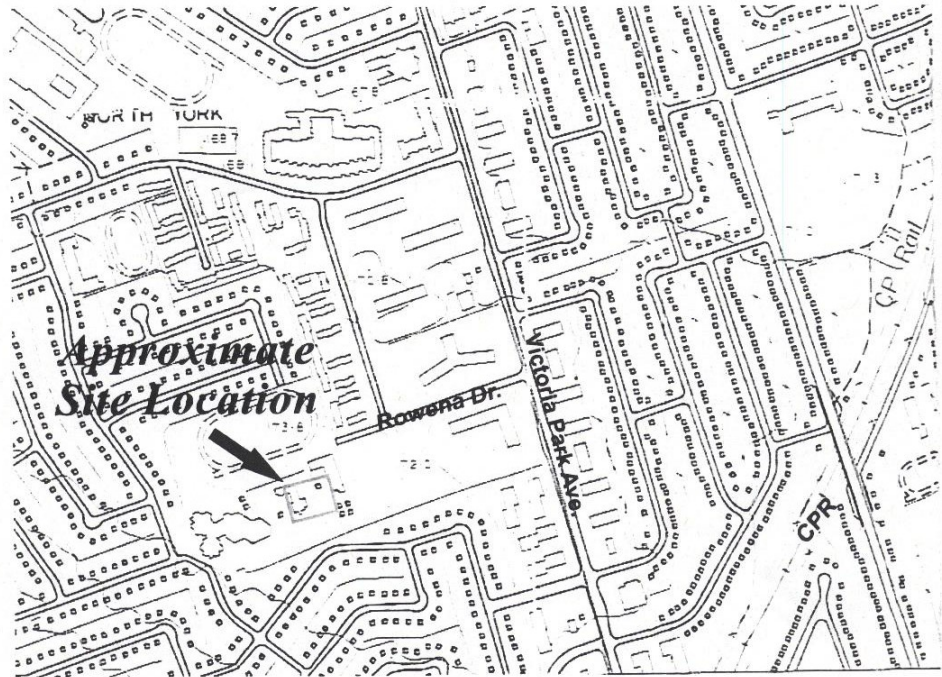 NORTH YORK
Approximate
Site Location
Rowena Dr.
Victoria Park Ave.
CP Rail
CPR